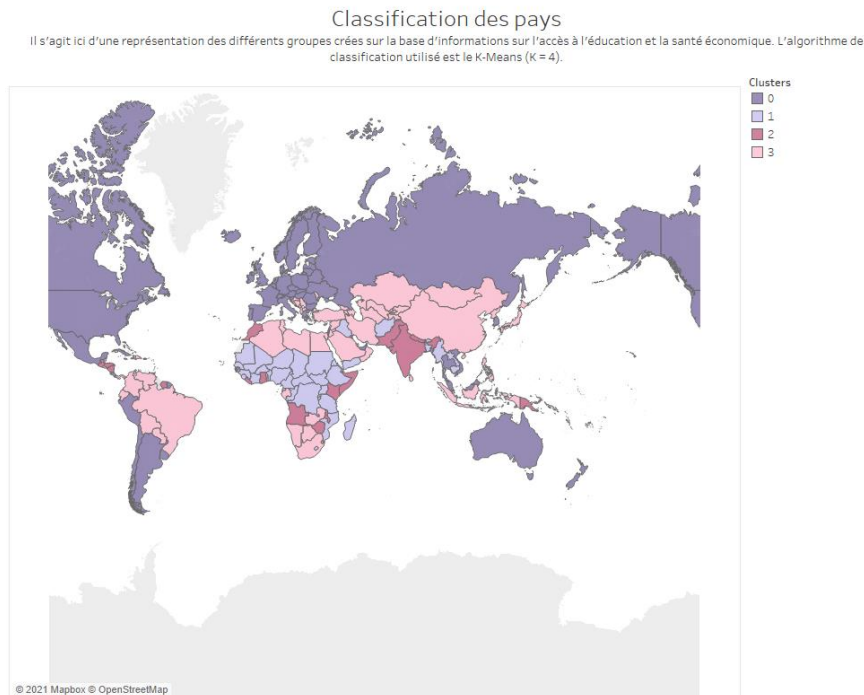 Classification des pays
Il s'agit ici d'une représentation des différents groupes crées sur la base d'informations sur l'accès à l'éducation et la santé économique. L'algorithme de
classification utilisé est le K-Means (K = 4).
Clusters
0
1
2
3
© 2021 Mapbox © OpenStreetMap